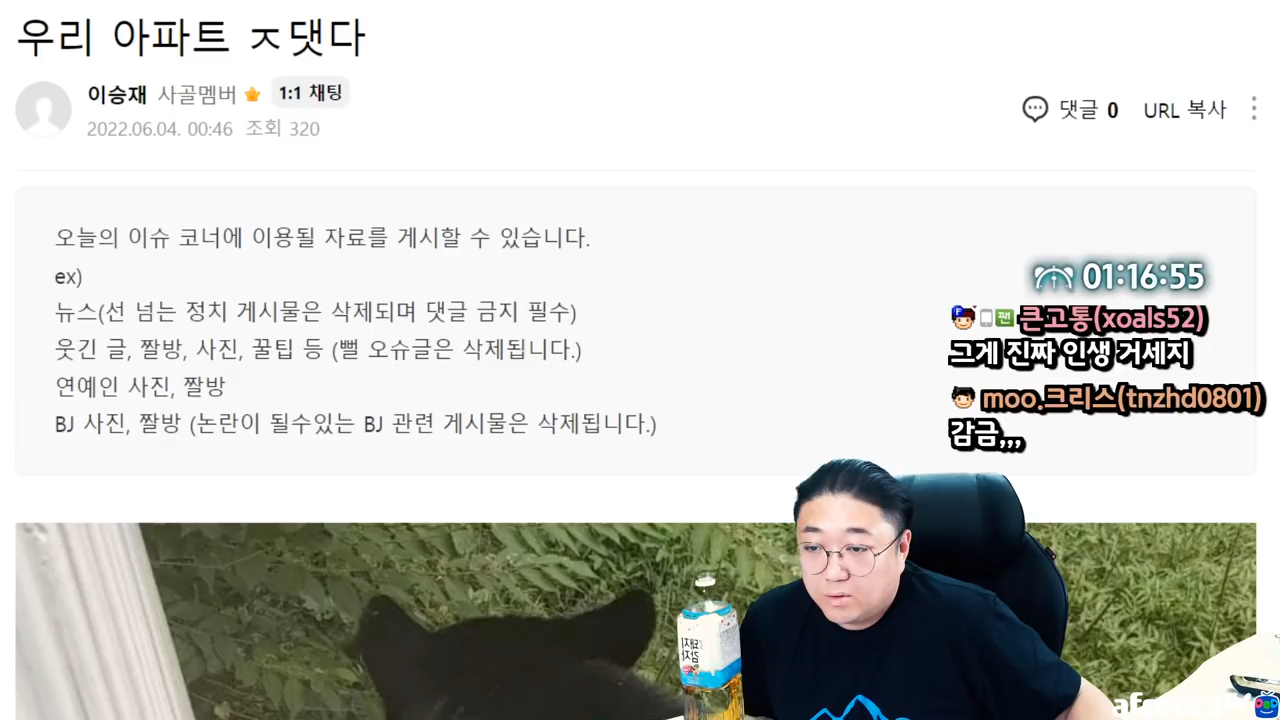 우리 아파트 ㅈ댓다
이승재 사골멤버 1:1 채팅
2022.06.04. 00:46 조회 320
댓글 0 URL 복사
오늘의 이슈 코너에 이용될 자료를 게시할 수 있습니다.
ex)
뉴스(선 넘는 정치 게시물은 삭제되며 댓글 금지 필수)
웃긴 글, 짤방, 사진, 꿀팁 등 (뻘 오슈글은 삭제됩니다.)
연예인 사진, 짤방
BJ 사진, 짤방 (논란이 될수있는 BJ 관련 게시물은 삭제됩니다.)
01:16:55
F 팬 큰고통(xoals52)
그게 진짜 인생 거세지
moo.크리스(tnzhd0801)
감금,,,